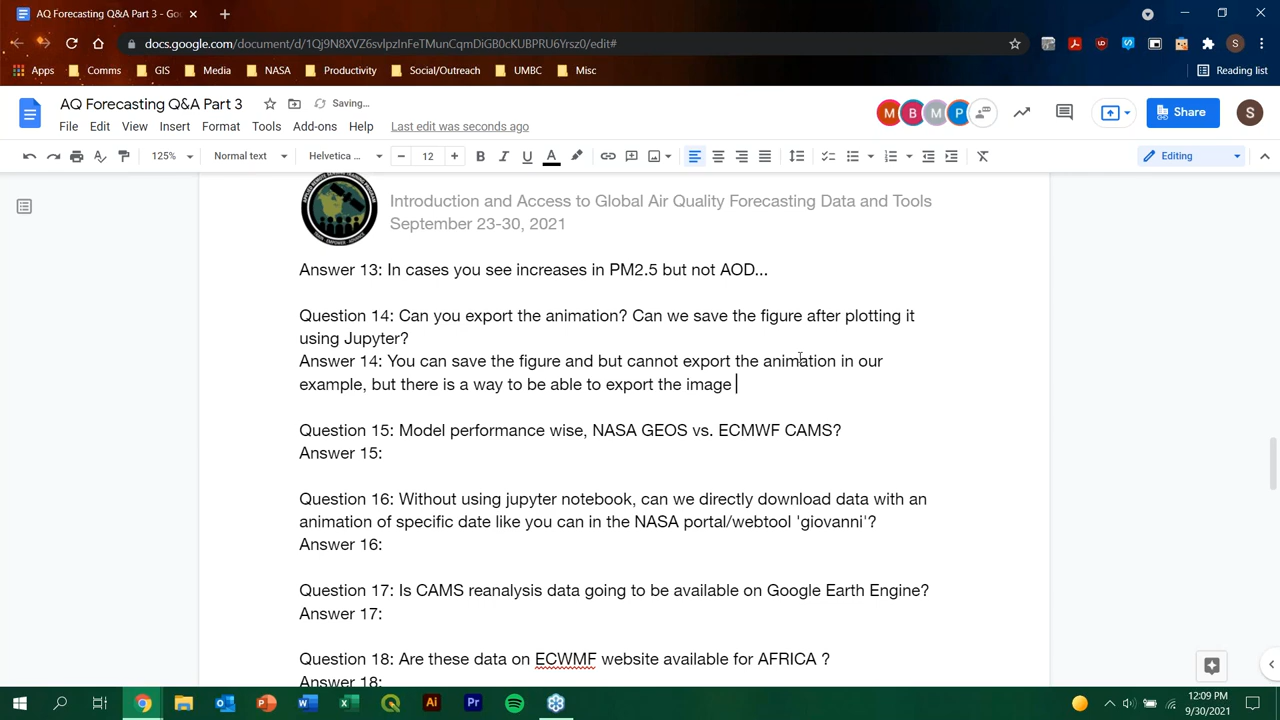 AQ Forecasting Q&A Part 3 - Goo
docs.google.com/document/d/1Qj9N8XVZ6svlpzInFeTMunCqmDiGB0cKUBPRU6Yrsz0/edit#
S
Apps Comms GIS Media NASA Productivity Social/Outreach UMBC Misc Reading list
AQ Forecasting Q&A Part 3 Saving...
M B M P Share S
File Edit View Insert Format Tools Add-ons Help Last edit was seconds ago
125% Normal text Helvetica ... 12 B I U A Editing
Introduction and Access to Global Air Quality Forecasting Data and Tools
September 23-30, 2021
Answer 13: In cases you see increases in PM2.5 but not AOD...
Question 14: Can you export the animation? Can we save the figure after plotting it
using Jupyter?
Answer 14: You can save the figure and but cannot export the animation in our
example, but there is a way to be able to export the image
Question 15: Model performance wise, NASA GEOS vs. ECMWF CAMS?
Answer 15:
Question 16: Without using jupyter notebook, can we directly download data with an
animation of specific date like you can in the NASA portal/webtool 'giovanni'?
Answer 16:
Question 17: Is CAMS reanalysis data going to be available on Google Earth Engine?
Answer 17:
Question 18: Are these data on ECWMF website available for AFRICA ?
Answer 18:
12:09 PM
9/30/2021